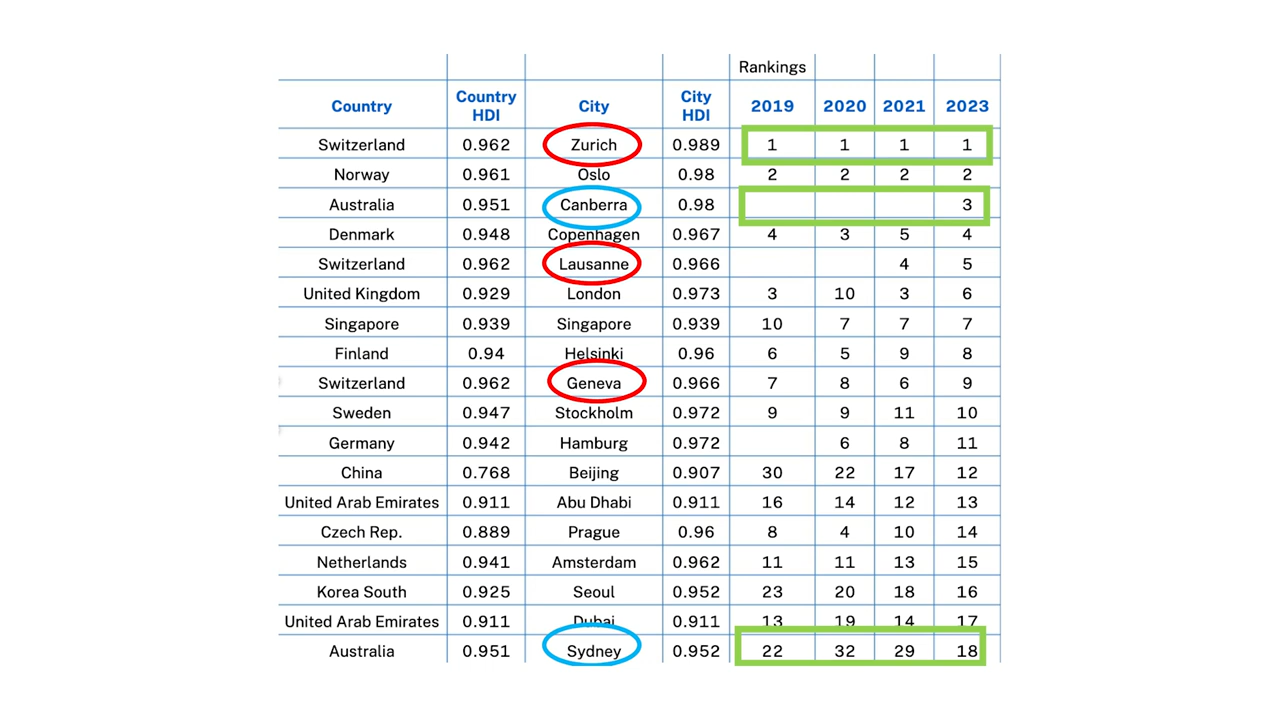 Rankings
Country Country HDI City City HDI 2019 2020 2021 2023
Switzerland 0.962 Zurich 0.989 1 1 1 1
Norway 0.961 Oslo 0.98 2 2 2 2
Australia 0.951 Canberra 0.98 3
Denmark 0.948 Copenhagen 0.967 4 3 5 4
Switzerland 0.962 Lausanne 0.966 4 5
United Kingdom 0.929 London 0.973 3 10 3 6
Singapore 0.939 Singapore 0.939 10 7 7 7
Finland 0.94 Helsinki 0.96 6 5 9 8
Switzerland 0.962 Geneva 0.966 7 8 6 9
Sweden 0.947 Stockholm 0.972 9 9 11 10
Germany 0.942 Hamburg 0.972 6 8 11
China 0.768 Beijing 0.907 30 22 17 12
United Arab Emirates 0.911 Abu Dhabi 0.911 16 14 12 13
Czech Rep. 0.889 Prague 0.96 8 4 10 14
Netherlands 0.941 Amsterdam 0.962 11 11 13 15
Korea South 0.925 Seoul 0.952 23 20 18 16
United Arab Emirates 0.911 Dubai 0.911 13 19 14 17
Australia 0.951 Sydney 0.952 22 32 29 18